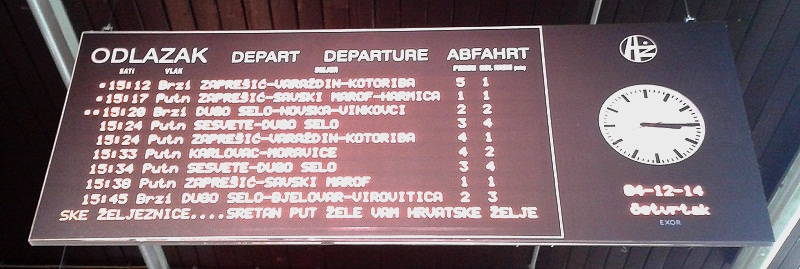 ODLAZAK DEPART DEPARTURE ABFAHRT
SATI VLAK
15:12 Brzi ZAPREŠIĆ-VARAŽDIN-KOTORIBA 5 1
15:17 Putn ZAPREŠIĆ-SAVSKI MAROF-HARMICA 1 1
15:20 Brzi DUGO SELO-NOVSKA-VINKOVCI 2 2
15:24 Putn SESVETE-DUGO SELO 3 4
15:24 Putn ZAPREŠIĆ-VARAŽDIN-KOTORIBA 4 1
15:33 Putn KARLOVAC-MORAVICE 4 2
15:34 Putn SESVETE-DUGO SELO 3 4
15:38 Putn ZAPREŠIĆ-SAVSKI MAROF 1 1
15:45 Brzi DUGO SELO-BJELOVAR-VIROVITICA 2 3
SKE ŽELJEZNICE....SRETAN PUT ŽELE VAM HRVATSKE ŽELJE
HŽ
04-12-14
četvrtak
EXOR